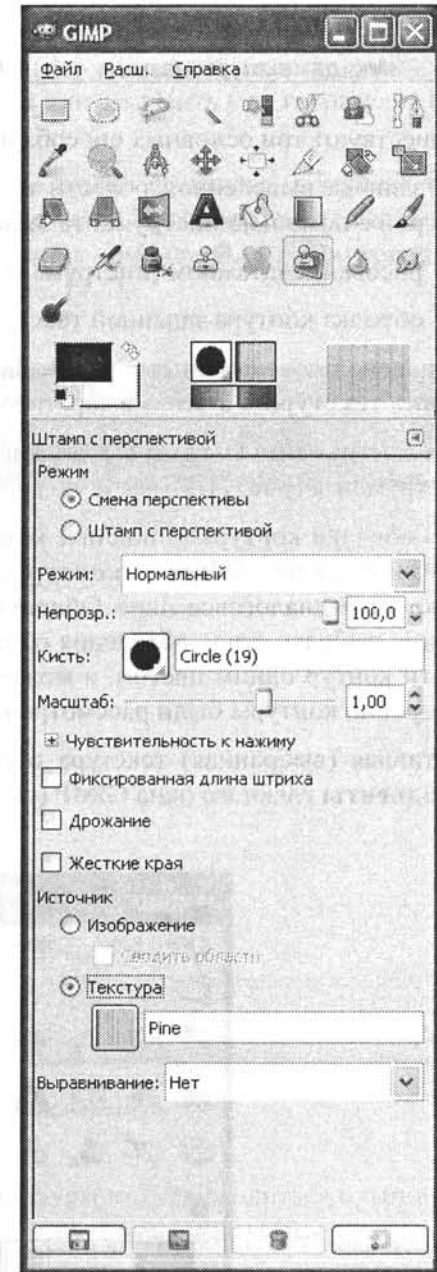 GIMP
Файл Расш. Справка
Штамп с перспективой
Режим
Смена перспективы
Штамп с перспективой
Режим: Нормальный
Непрозр.: 100,0
Кисть: Circle (19)
Масштаб: 1,00
Чувствительность к нажиму
Фиксированная длина штриха
Дрожание
Жесткие края
Источник
Изображение
Сводить области
Текстура
Pine
Выравнивание: Нет